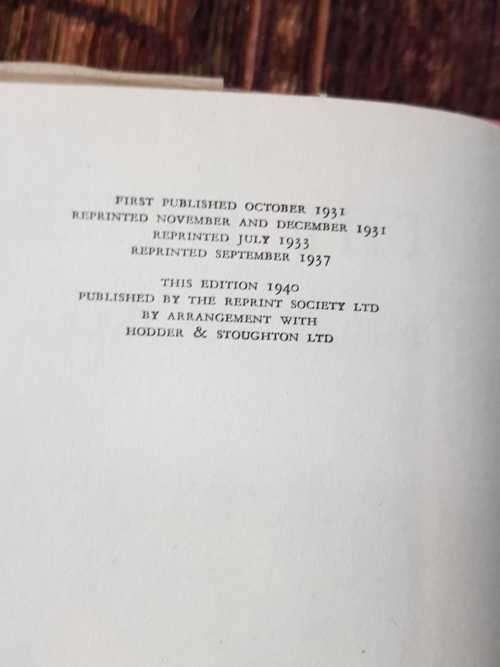 FIRST PUBLISHED OCTOBER 1931
REPRINTED NOVEMBER AND DECEMBER 1931
REPRINTED JULY 1933
REPRINTED SEPTEMBER 1937
THIS EDITION 1940
PUBLISHED BY THE REPRINT SOCIETY LTD
BY ARRANGEMENT WITH
HODDER & STOUGHTON LTD